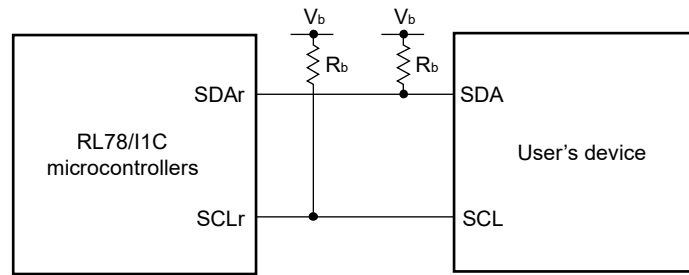 Vb
Vb
Rb
Rb
SDAr
SDA
RL78/I1C
microcontrollers
User's device
SCLr
SCL